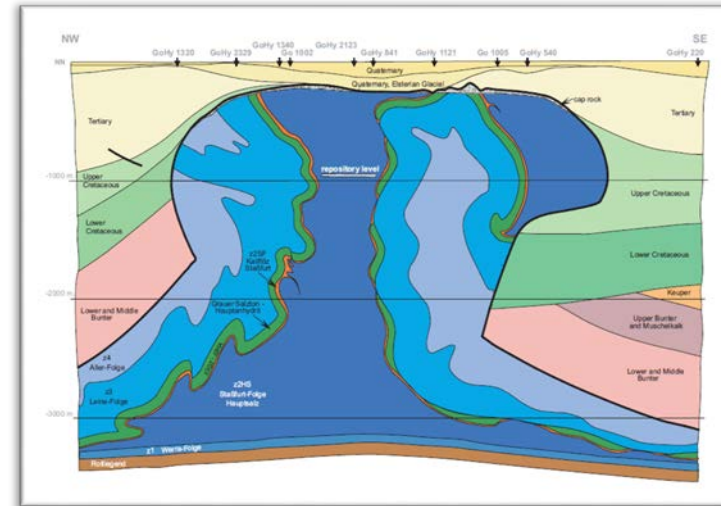 NW
SE
GoHy 1340 GoHy 2123
GoHy 1330 GoHy 2329 Go 1002 GoHy 841 GoHy 1121 Go 1005 GoHy 540 GoHy 220
NN
Quaternary
Quaternary, Elsterian Glacial
cap rock
Tertiary
Tertiary
repository level
Upper
Cretaceous
-1000 m
Upper Cretaceous
Lower
Cretaceous
z2SF
Kaliflöz
Staßfurt
Lower Cretaceous
-2000 m
Keuper
Grauer Salzton -
Hauptanhydrit
Lower and Middle
Bunter
Upper Bunter
and Muschelkalk
z4
Aller-Folge
Lower and Middle
Bunter
z3
Leine-Folge
z2HS
Staßfurt-Folge
Hauptsalz
-3000 m
z1 Werra-Folge
Rotliegend